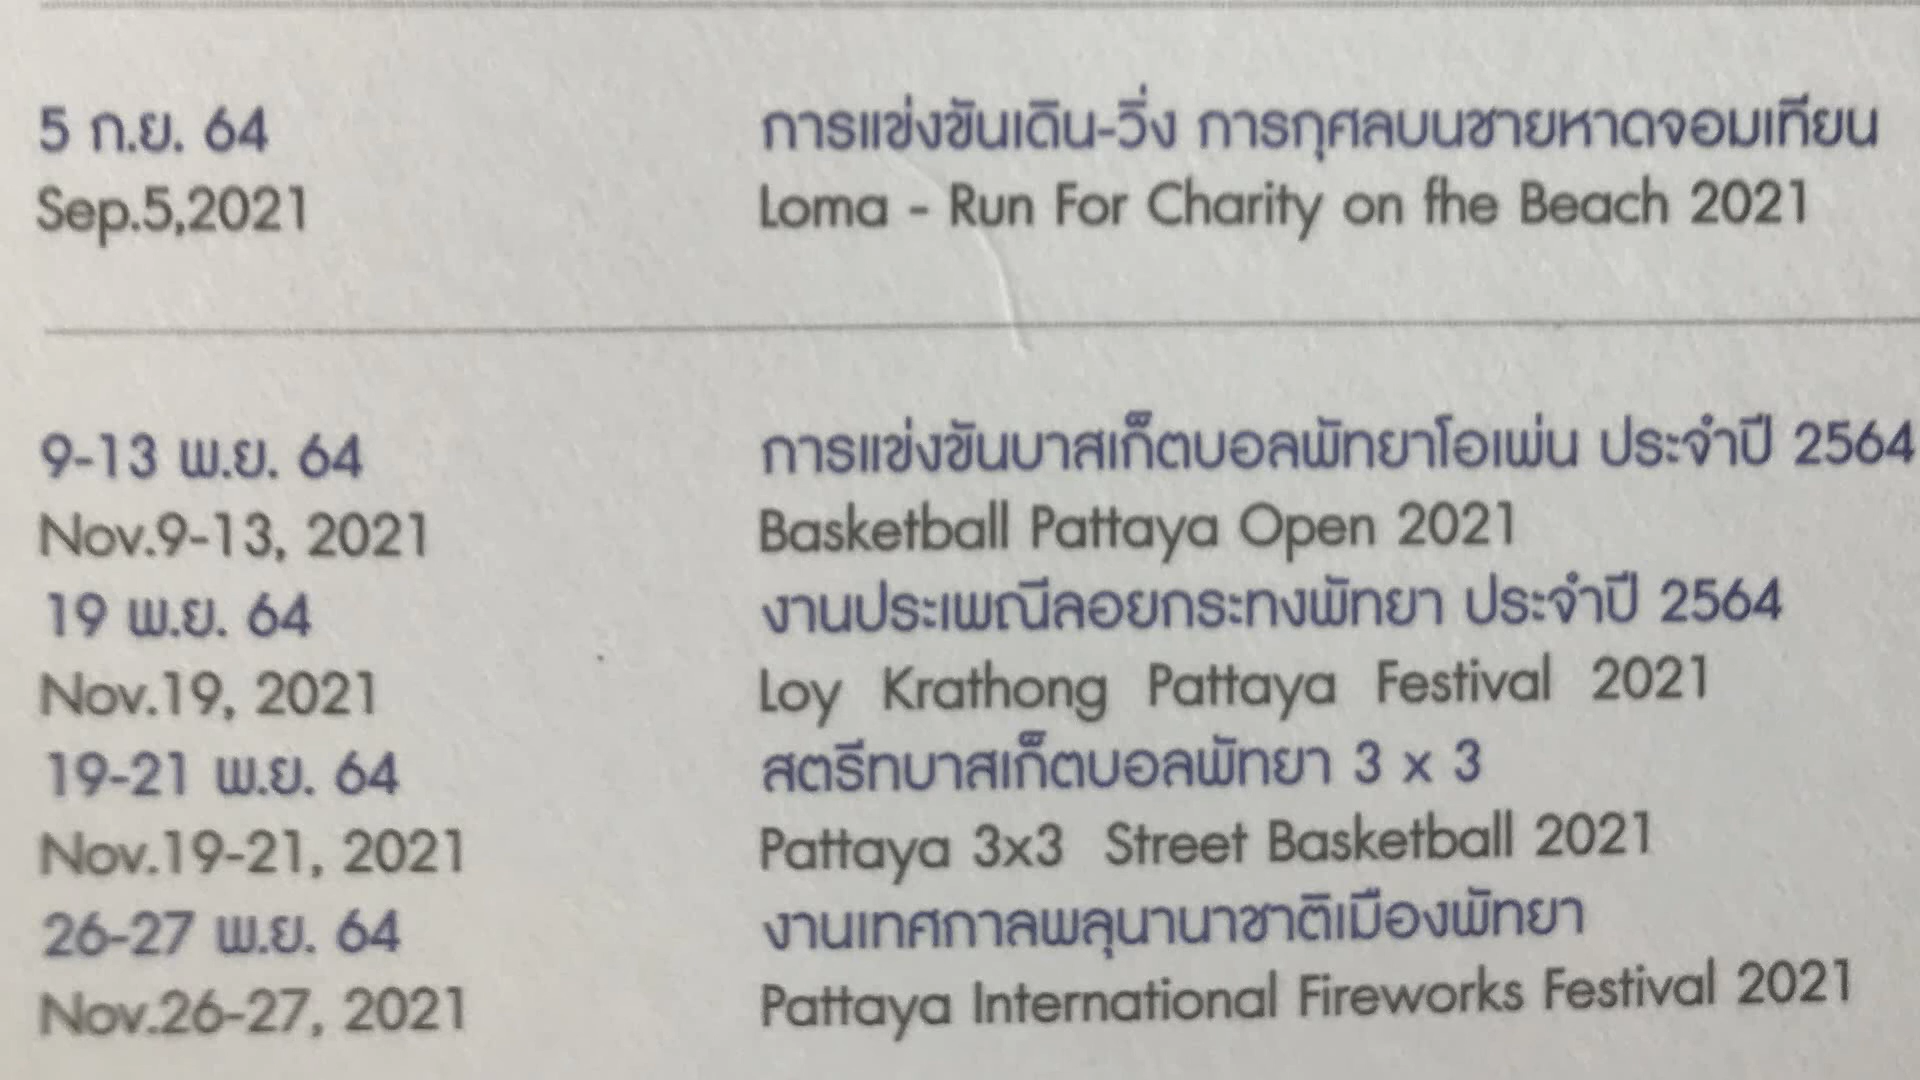 5 ก.ย. 64
การแข่งขันเดิน-วิ่ง การกุศลบนชายหาดจอมเทียน
Sep.5,2021
Loma - Run For Charity on fhe Beach 2021
9-13 พ.ย. 64
การแข่งขันบาสเก็ตบอลพัทยาโอเพ่น ประจำปี 2564
Nov.9-13, 2021
Basketball Pattaya Open 2021
19 พ.ย. 64
งานประเพณีลอยกระทงพัทยา ประจำปี 2564
Nov.19, 2021
Loy Krathong Pattaya Festival 2021
19-21 พ.ย. 64
สตรีทบาสเก็ตบอลพัทยา 3 x 3
Nov.19-21, 2021
Pattaya 3x3 Street Basketball 2021
26-27 พ.ย. 64
งานเทศกาลพลุนานาชาติเมืองพัทยา
Nov.26-27, 2021
Pattaya International Fireworks Festival 2021